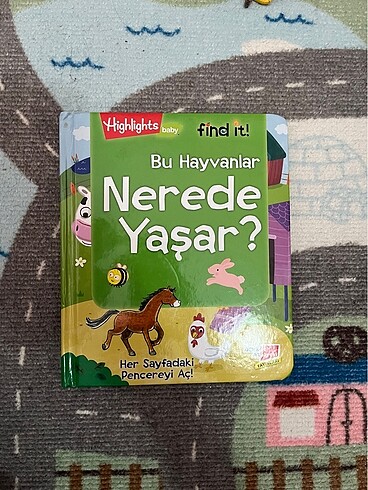 Highlights baby
find it!
Bu Hayvanlar
Nerede
Yaşar?
Her Sayfadaki
Pencereyi Aç!